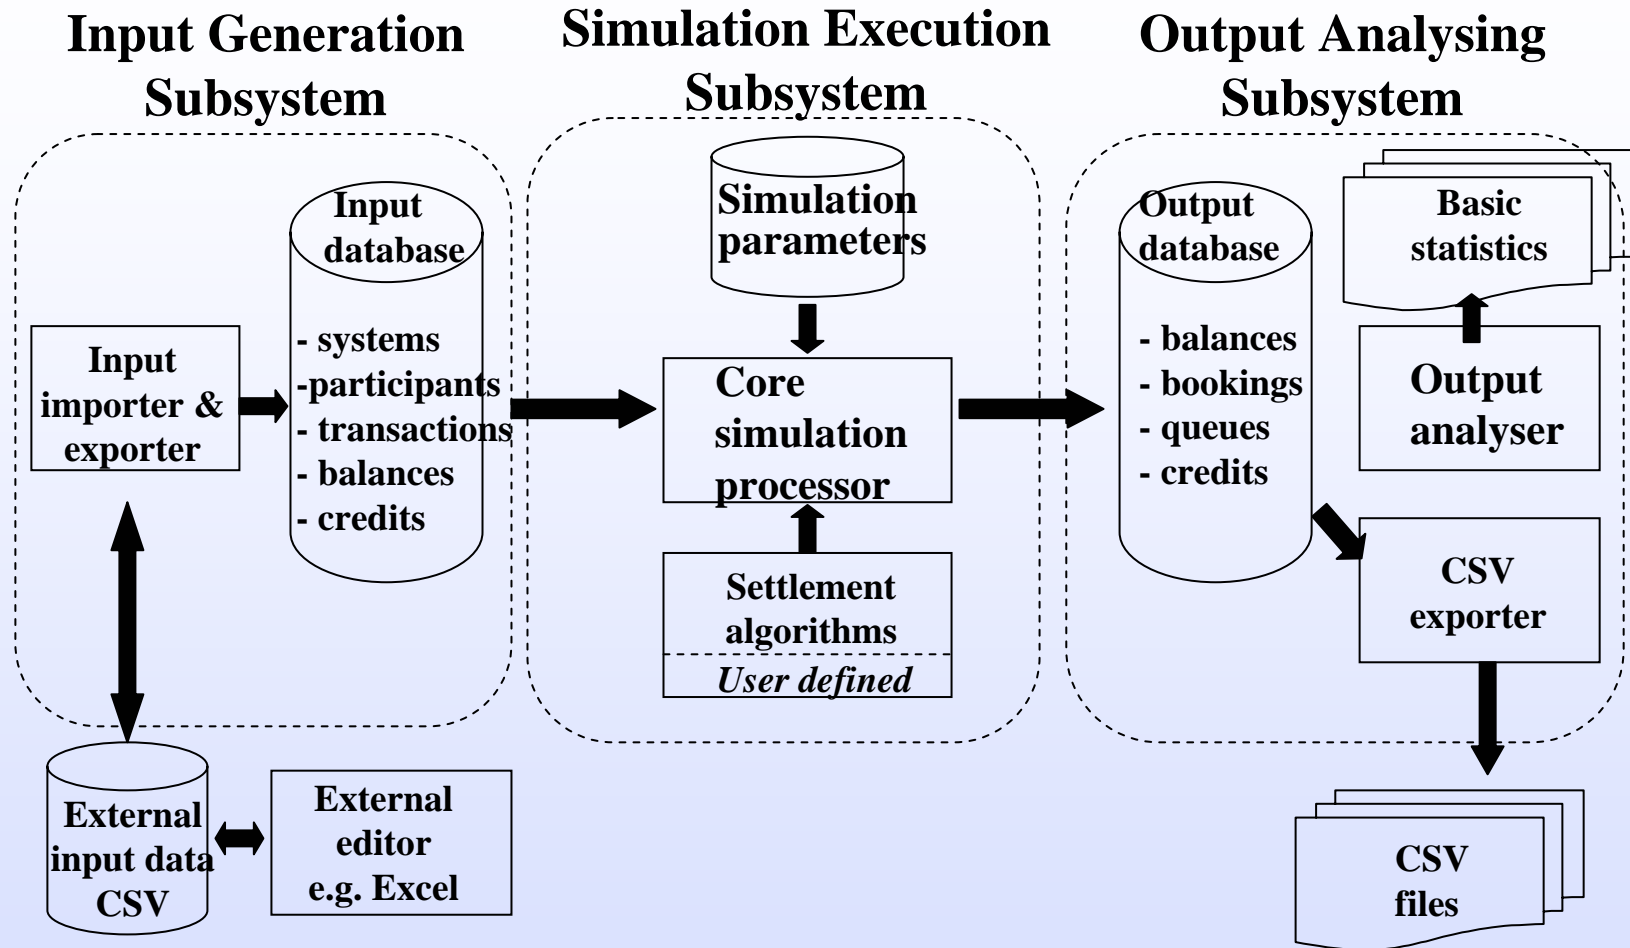 Input Generation
Subsystem
Simulation Execution
Subsystem
Output Analysing
Subsystem
Input
database
- systems
-participants
- transactions
- balances
- credits
Input
importer &
exporter
External
input data
CSV
External
editor
e.g. Excel
Simulation
parameters
Core
simulation
processor
Settlement
algorithms
User defined
Output
database
- balances
- bookings
- queues
- credits
Basic
statistics
Output
analyser
CSV
exporter
CSV
files